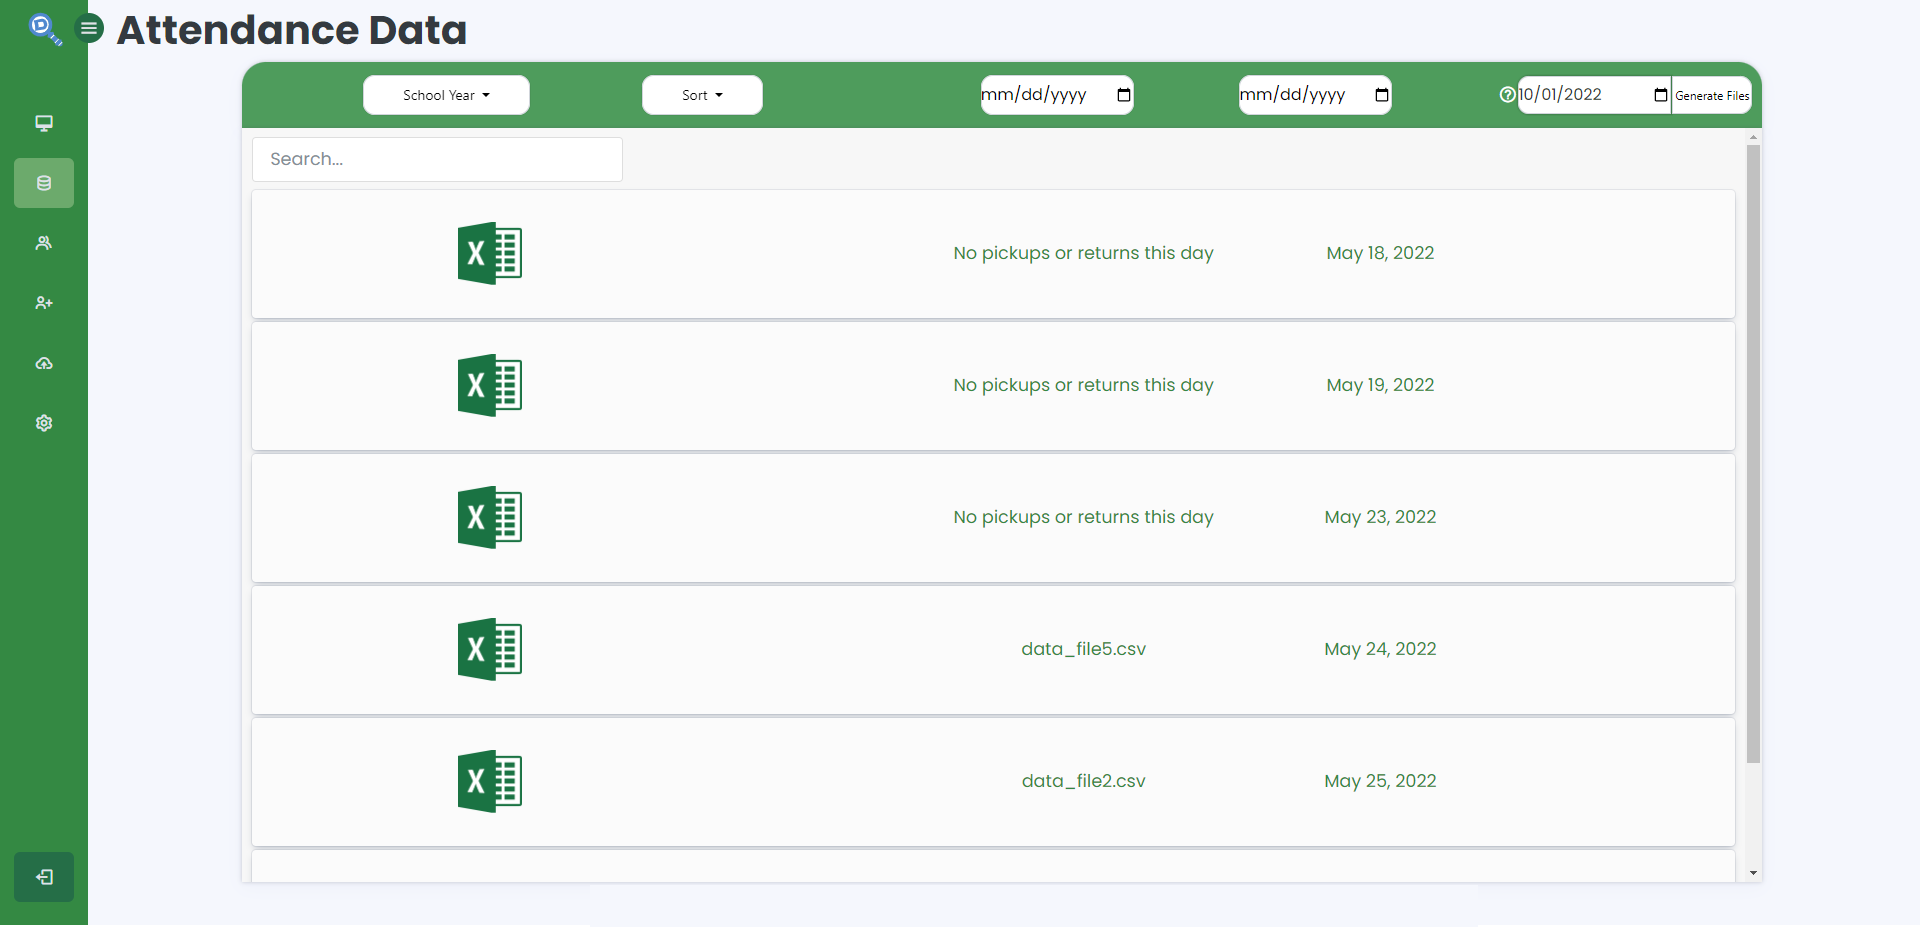 Attendance Data
School Year
Sort
mm/dd/yyyy
mm/dd/yyyy
10/01/2022
Generate Files
Search...
No pickups or returns this day May 18, 2022
No pickups or returns this day May 19, 2022
No pickups or returns this day May 23, 2022
data_file5.csv May 24, 2022
data_file2.csv May 25, 2022